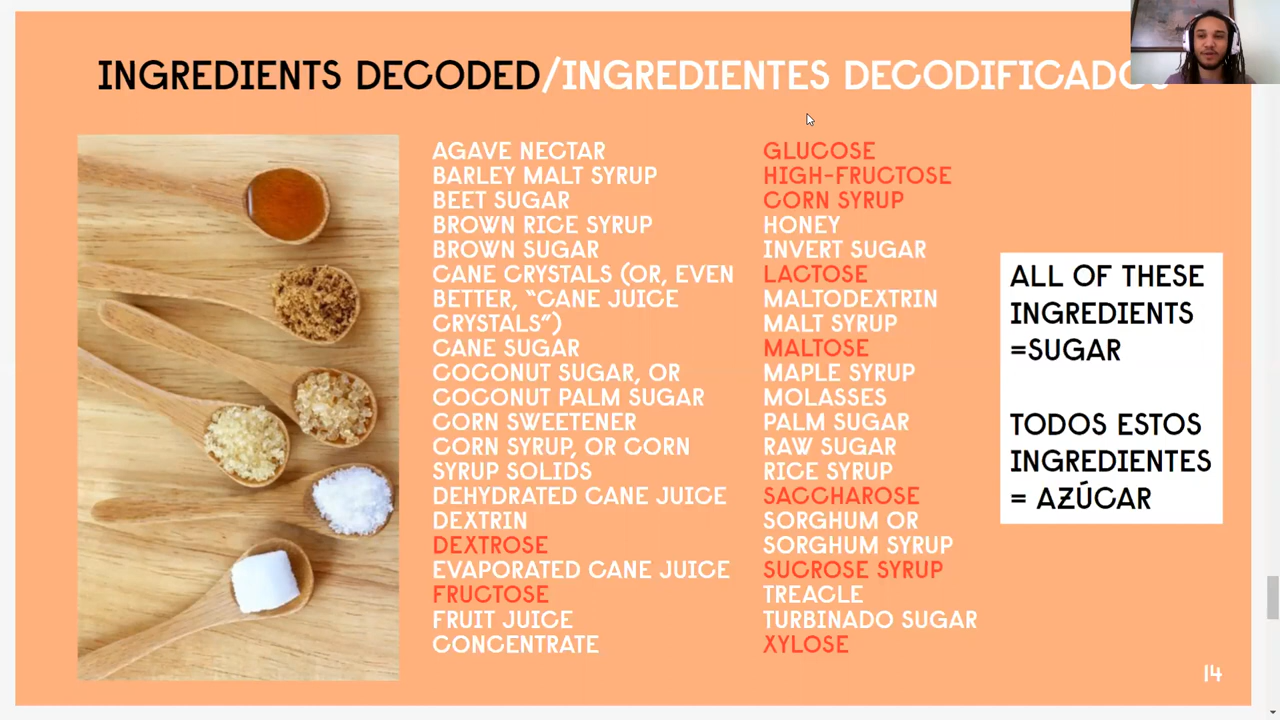 INGREDIENTS DECODED/INGREDIENTES DECODIFICADOS
AGAVE NECTAR
BARLEY MALT SYRUP
BEET SUGAR
BROWN RICE SYRUP
BROWN SUGAR
CANE CRYSTALS (OR, EVEN
BETTER, “CANE JUICE
CRYSTALS”)
CANE SUGAR
COCONUT SUGAR, OR
COCONUT PALM SUGAR
CORN SWEETENER
CORN SYRUP, OR CORN
SYRUP SOLIDS
DEHYDRATED CANE JUICE
DEXTRIN
DEXTROSE
EVAPORATED CANE JUICE
FRUCTOSE
FRUIT JUICE
CONCENTRATE
GLUCOSE
HIGH-FRUCTOSE
CORN SYRUP
HONEY
INVERT SUGAR
LACTOSE
MALTODEXTRIN
MALT SYRUP
MALTOSE
MAPLE SYRUP
MOLASSES
PALM SUGAR
RAW SUGAR
RICE SYRUP
SACCHAROSE
SORGHUM OR
SORGHUM SYRUP
SUCROSE SYRUP
TREACLE
TURBINADO SUGAR
XYLOSE
ALL OF THESE
INGREDIENTS
=SUGAR
TODOS ESTOS
INGREDIENTES
= AZÚCAR
14